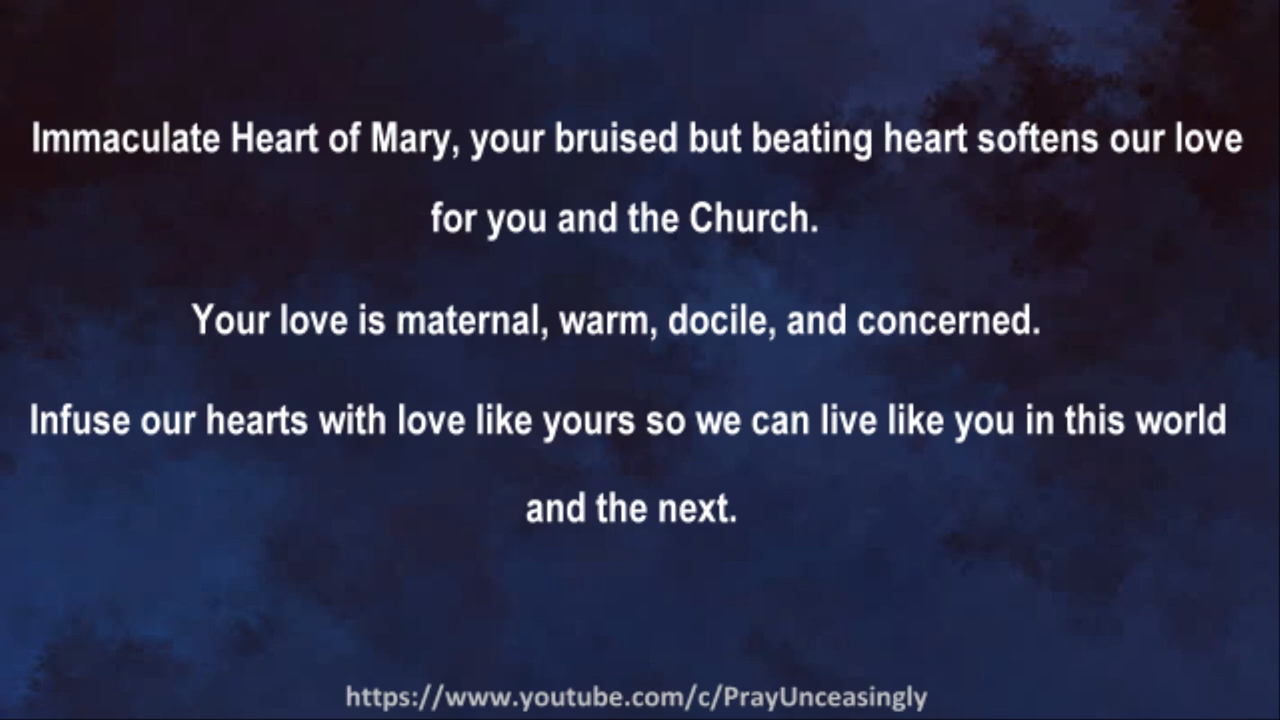 Immaculate Heart of Mary, your bruised but beating heart softens our love
for you and the Church.
Your love is maternal, warm, docile, and concerned.
Infuse our hearts with love like yours so we can live like you in this world
and the next.
https://www.youtube.com/c/PrayUnceasingly